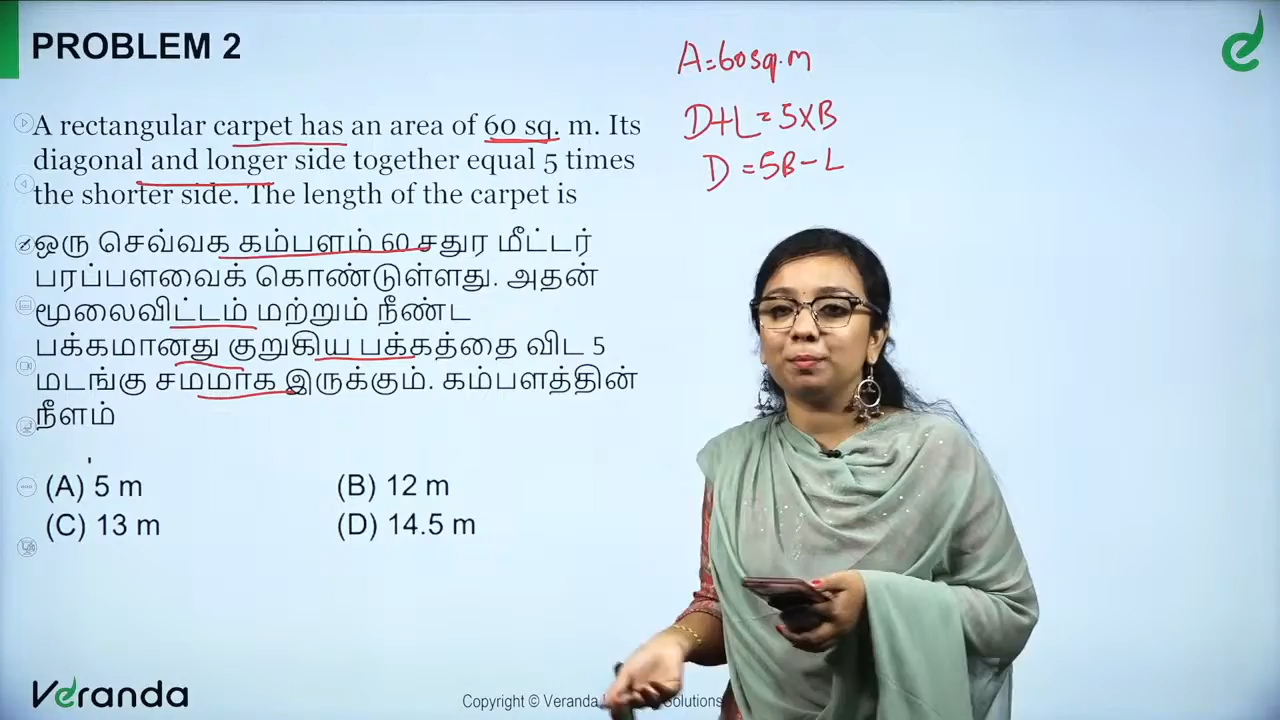 PROBLEM 2
A rectangular carpet has an area of 60 sq. m. Its
diagonal and longer side together equal 5 times
the shorter side. The length of the carpet is
ஒரு செவ்வக கம்பளம் 60 சதுர மீட்டர்
பரப்பளவைக் கொண்டுள்ளது. அதன்
மூலைவிட்டம் மற்றும் நீண்ட
பக்கமானது குறுகிய பக்கத்தை விட 5
மடங்கு சமமாக இருக்கும். கம்பளத்தின்
நீளம்
(A) 5 m
(B) 12 m
(C) 13 m
(D) 14.5 m
A=60sq.m
D+L=5×B
D=5B-L
Veranda
Copyright © Veranda